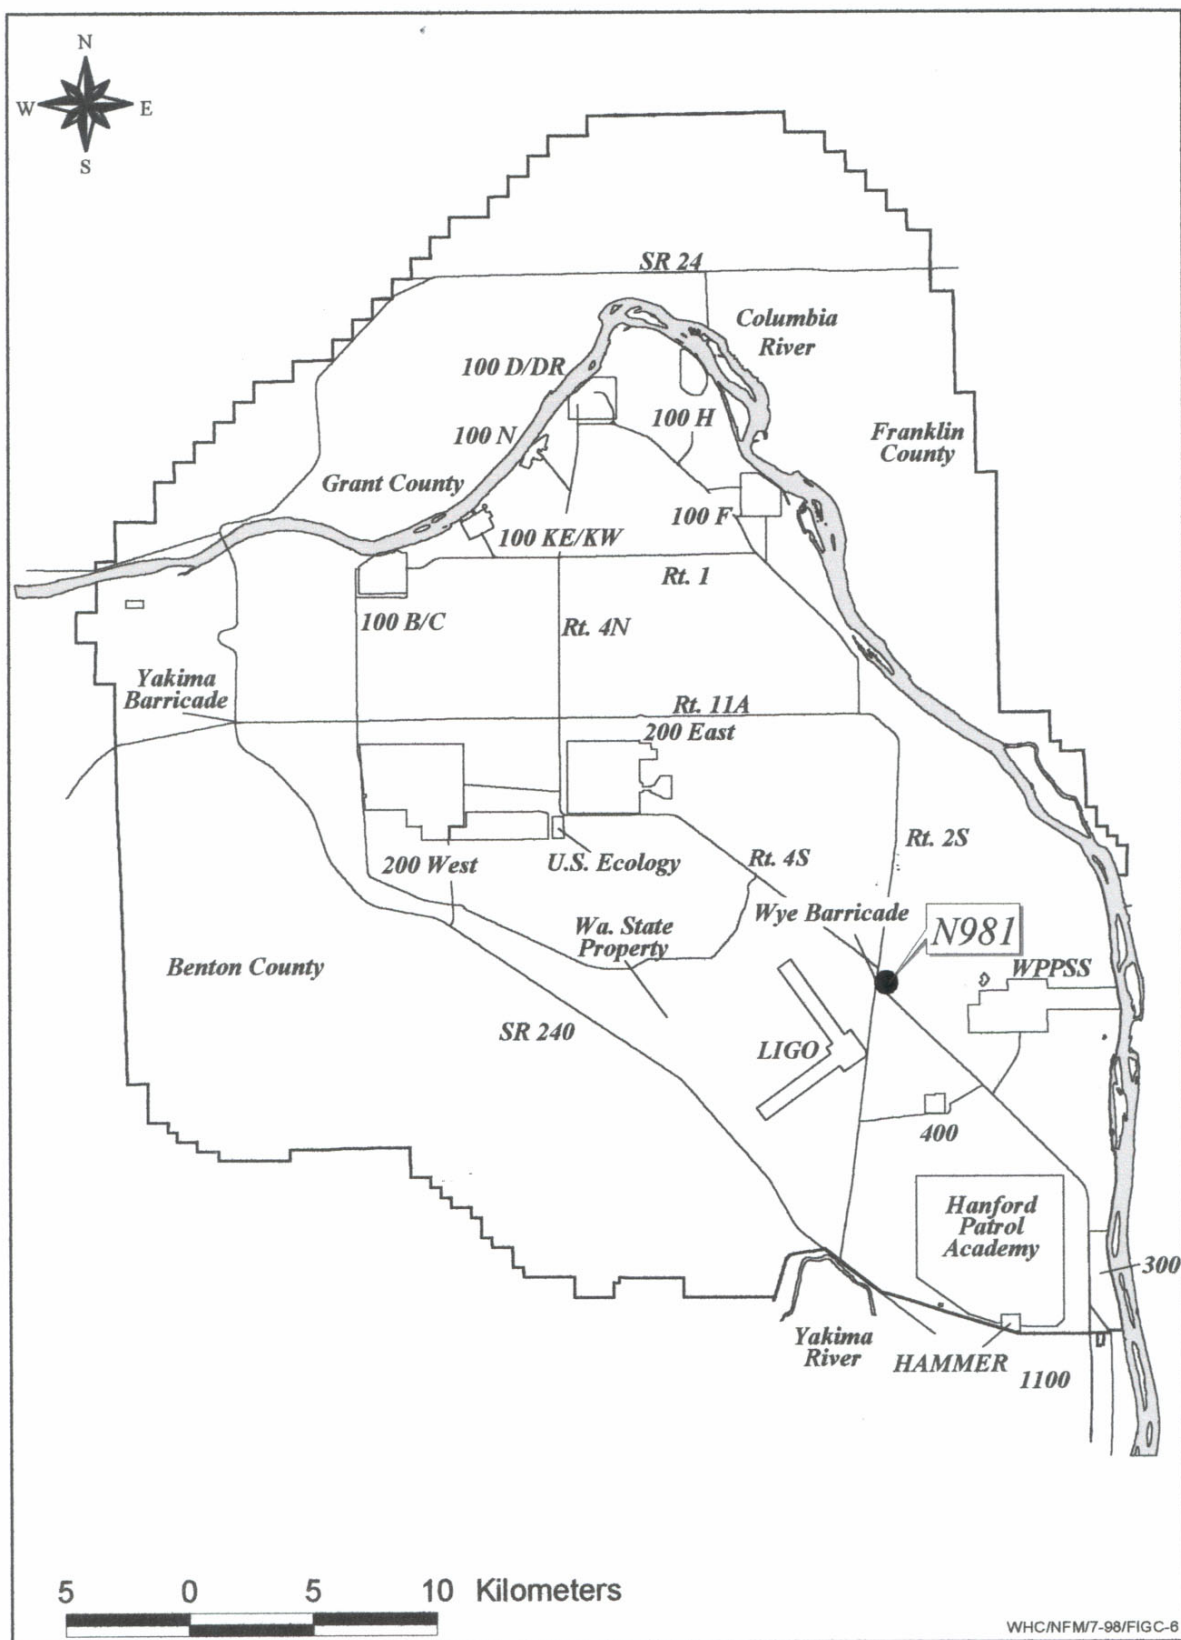 N
W E
S
SR 24
Columbia
River
100 D/DR
100 H
100 N
Franklin
County
Grant County
100 F
100 KE/KW
Rt. 1
100 B/C
Rt. 4N
Yakima
Barricade
Rt. 11A
200 East
Rt. 2S
200 West
U.S. Ecology
Rt. 4S
Wye Barricade
N981
Wa. State
Property
Benton County
WPPSS
SR 240
LIGO
400
Hanford
Patrol
Academy
300
Yakima
River
HAMMER
1100
5 0 5 10 Kilometers
WHC/NFM/7-98/FIGC-6